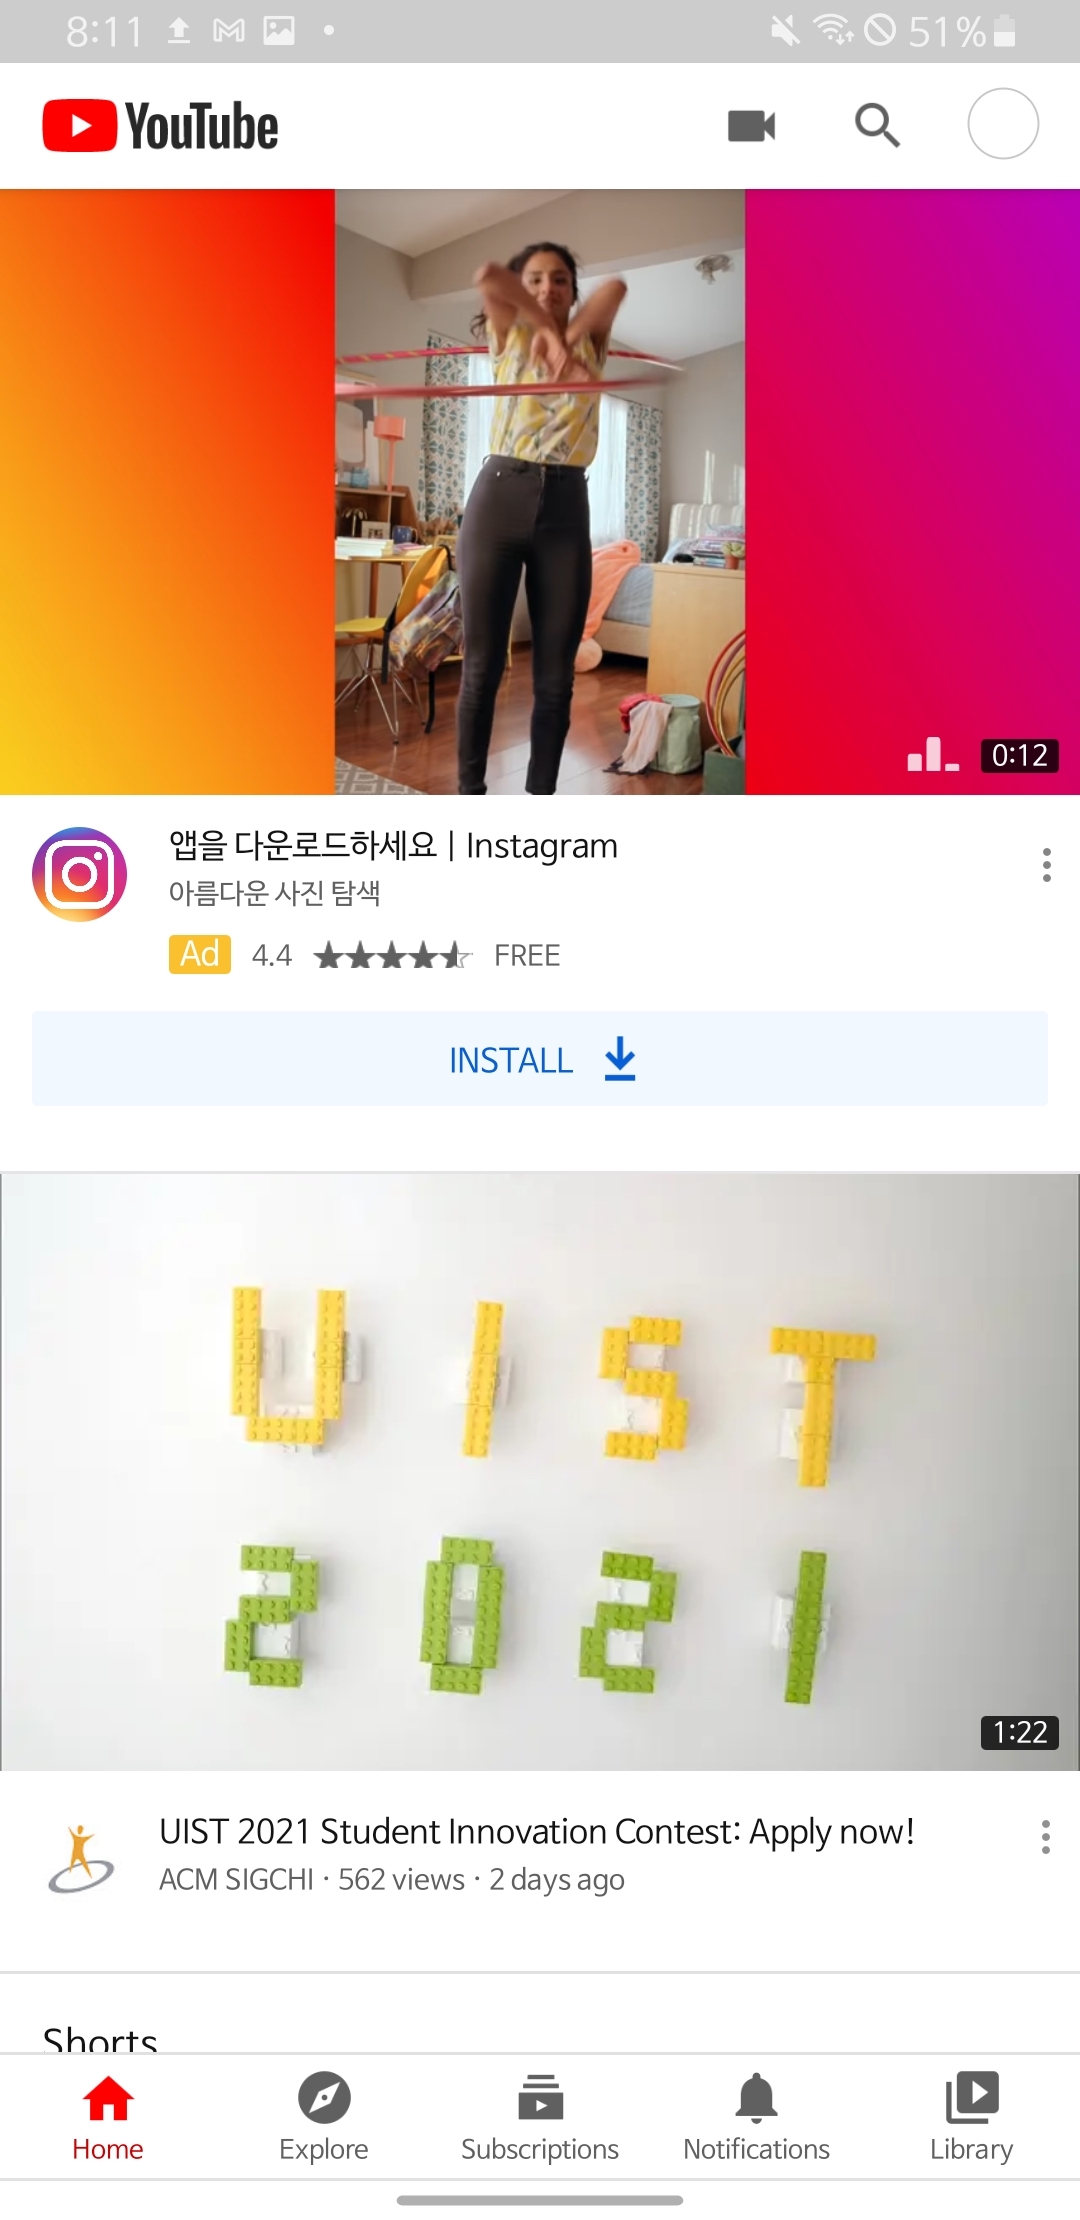 8:11 51%
YouTube
0:12
앱을 다운로드하세요 | Instagram
아름다운 사진 탐색
Ad 4.4 FREE
INSTALL
UIST
2021
1:22
UIST 2021 Student Innovation Contest: Apply now!
ACM SIGCHI · 562 views · 2 days ago
Shorts
Home Explore Subscriptions Notifications Library